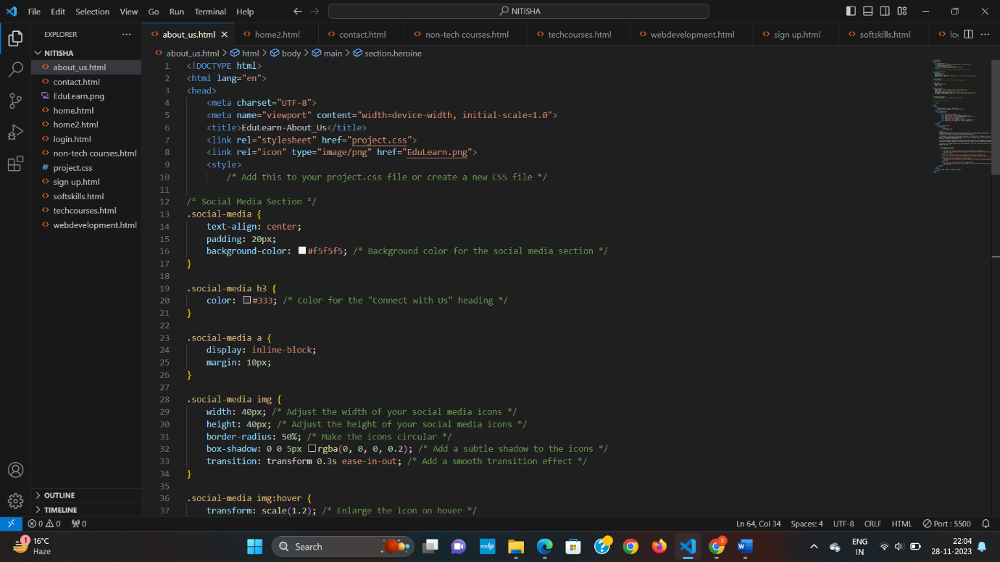 File Edit Selection View Go Run Terminal Help
NITISHA
EXPLORER
about_us.html
home2.html
contact.html
non-tech courses.html
techcourses.html
webdevelopment.html
sign up.html
softskills.html
about_us.html > html > body > main > section.heroine
NITISHA
about_us.html
contact.html
EduLearn.png
home.html
home2.html
login.html
non-tech courses.html
# project.css
sign up.html
softskills.html
techcourses.html
webdevelopment.html
OUTLINE
TIMELINE
1 <!DOCTYPE html>
2 <html lang="en">
3 <head>
4 <meta charset="UTF-8">
5 <meta name="viewport" content="width=device-width, initial-scale=1.0">
6 <title>EduLearn-About_Us</title>
7 <link rel="stylesheet" href="project.css">
8 <link rel="icon" type="image/png" href="EduLearn.png">
9 <style>
10 /* Add this to your project.css file or create a new CSS file */
11
12 /* Social Media Section */
13 .social-media {
14 text-align: center;
15 padding: 20px;
16 background-color: #f5f5f5; /* Background color for the social media section */
17 }
18
19 .social-media h3 {
20 color: #333; /* Color for the "Connect with Us" heading */
21 }
22
23 .social-media a {
24 display: inline-block;
25 margin: 10px;
26 }
27
28 .social-media img {
29 width: 40px; /* Adjust the width of your social media icons */
30 height: 40px; /* Adjust the height of your social media icons */
31 border-radius: 50%; /* Make the icons circular */
32 box-shadow: 0 0 5px rgba(0, 0, 0, 0.2); /* Add a subtle shadow to the icons */
33 transition: transform 0.3s ease-in-out; /* Add a smooth transition effect */
34 }
35
36 .social-media img:hover {
37 transform: scale(1.2); /* Enlarge the icon on hover */
0 0 0
Ln 64, Col 34 Spaces: 4 UTF-8 CRLF HTML Port : 5500
1
16°C
Haze
Search
myhp
S
ENG
IN
22:04
28-11-2023